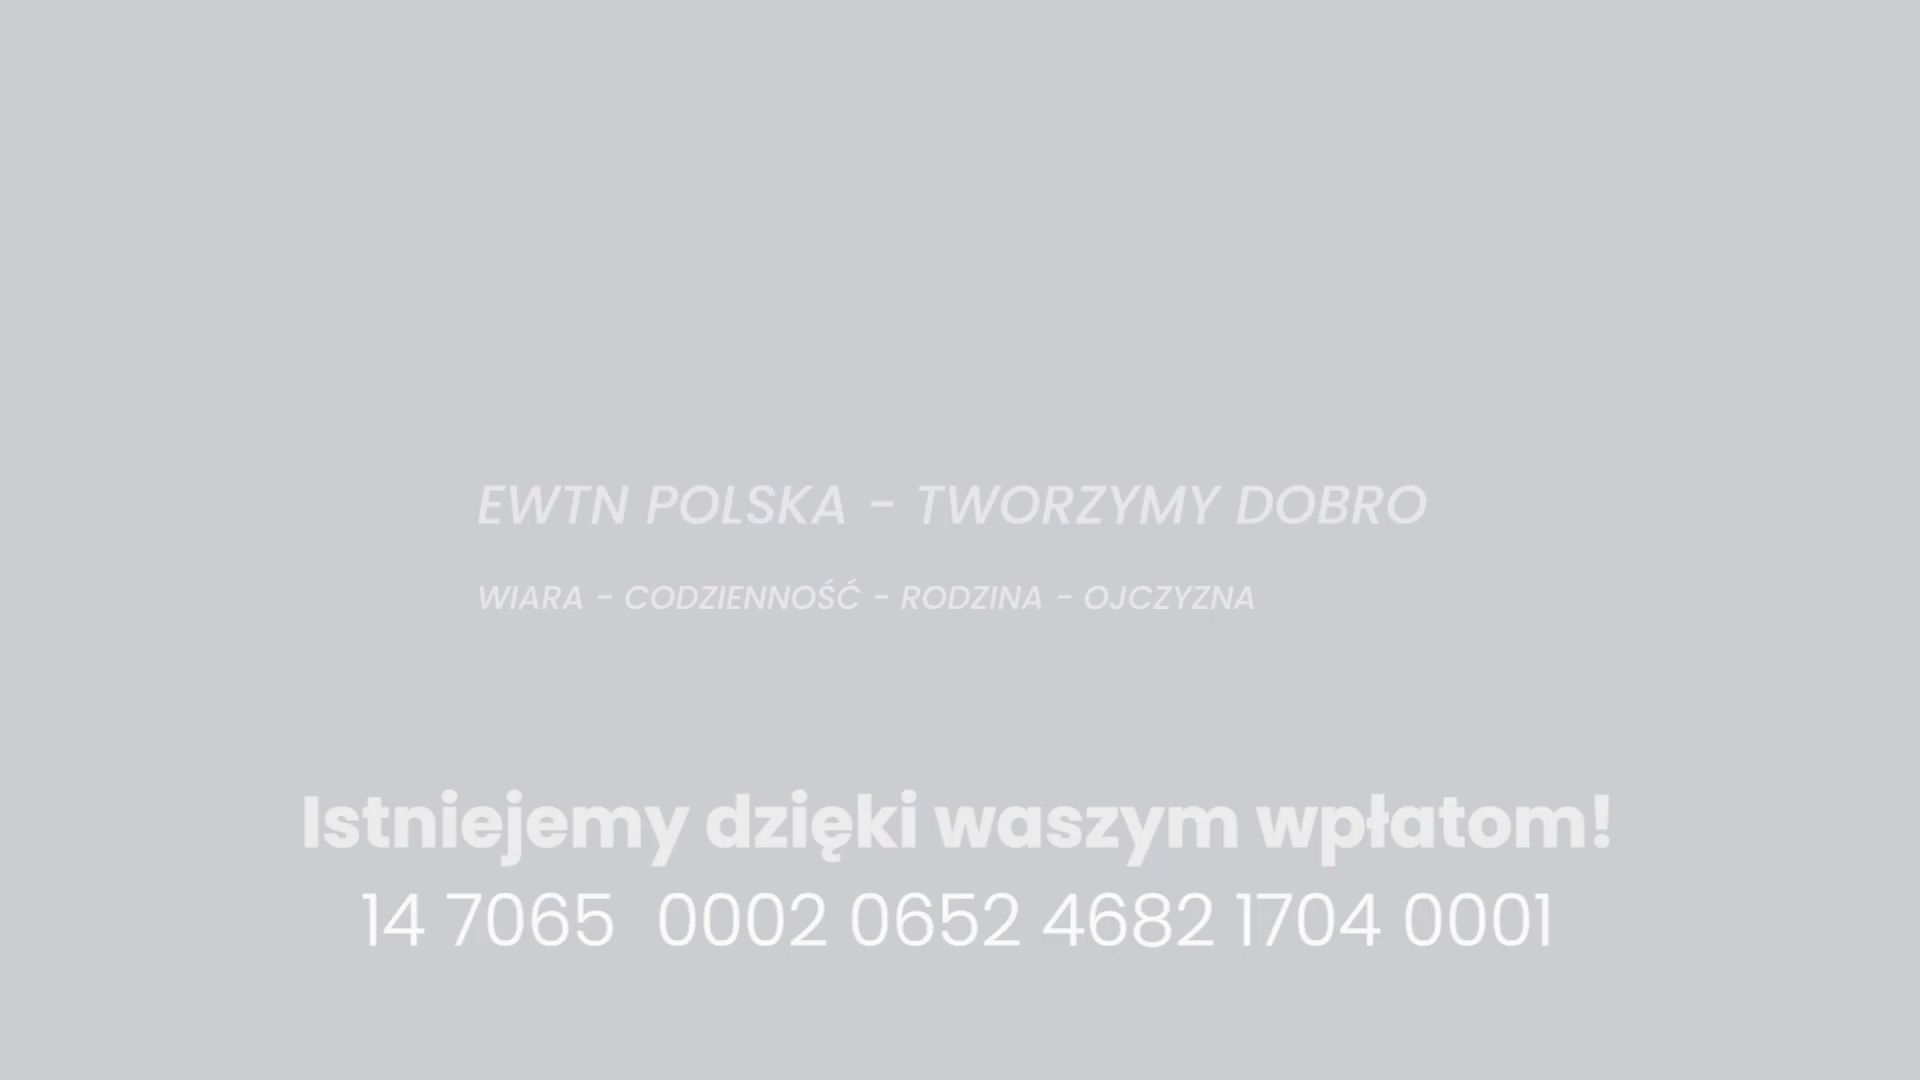 EWTN POLSKA - TWORZYMY DOBRO
WIARA - CODZIENNOŚĆ - RODZINA - OJCZYZNA
Istniejemy dzięki waszym wpłatom!
14 7065 0002 0652 4682 1704 0001